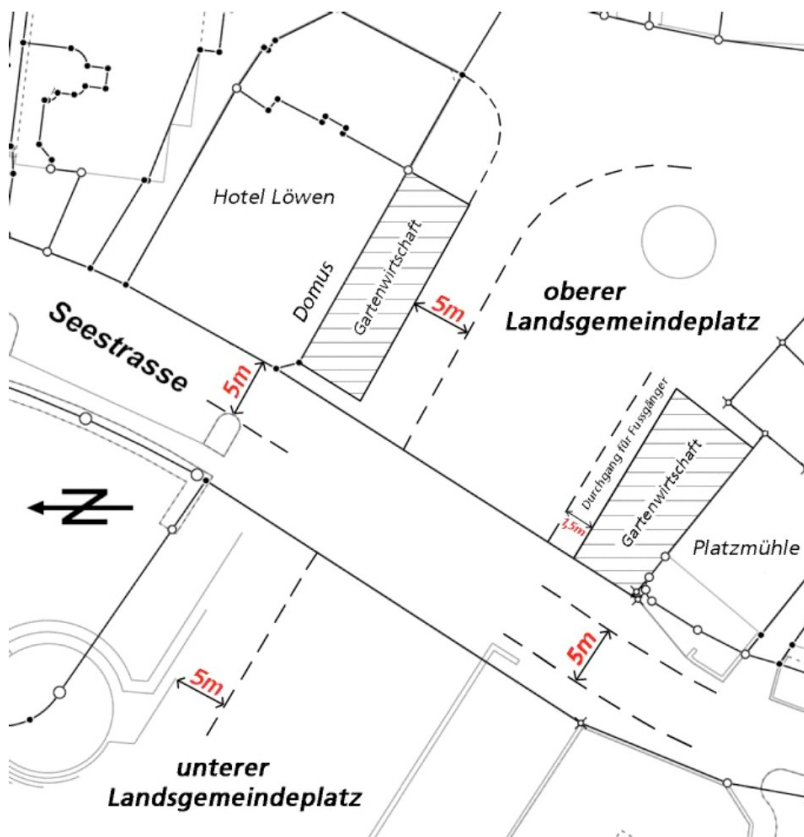 Hotel Löwen
Domus
Gartenwirtschaft
5m
oberer
Landsgemeindeplatz
Seestrasse
5m
Durchgang für Fussgänger
1,5m
Gartenwirtschaft
Platzmühle
N
5m
5m
unterer
Landsgemeindeplatz